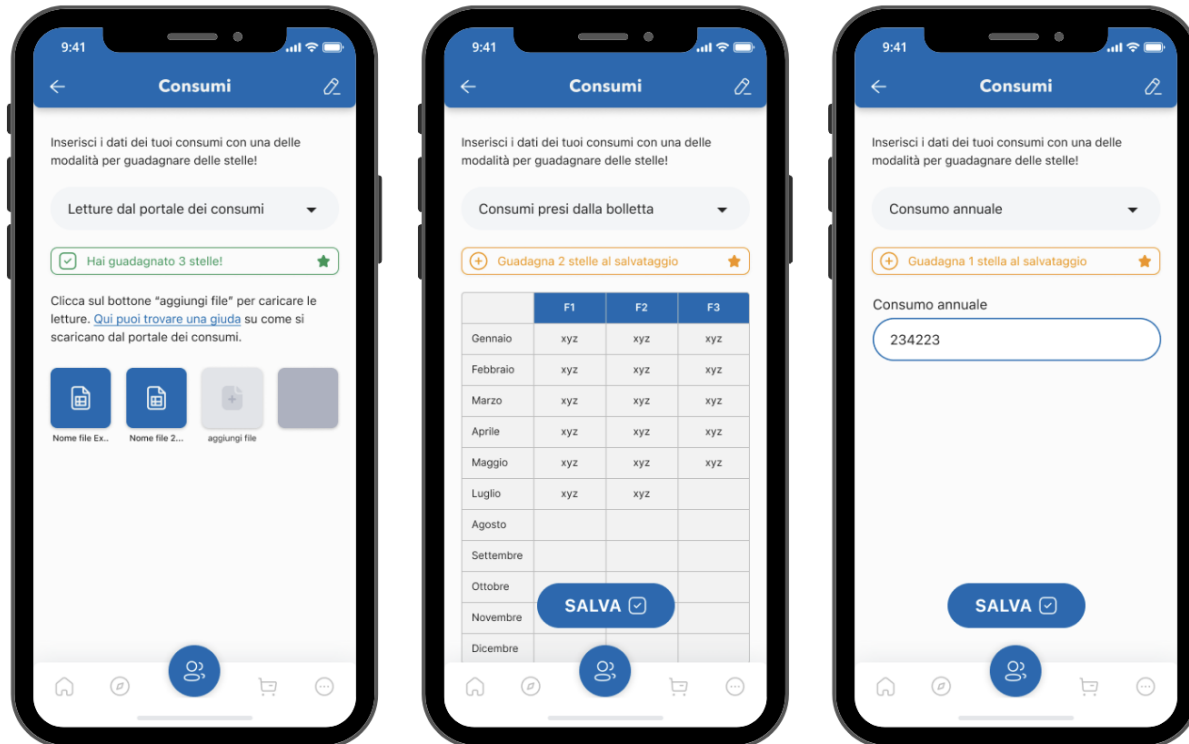 9:41
Consumi
Inserisci i dati dei tuoi consumi con una delle
modalità per guadagnare delle stelle!
Letture dal portale dei consumi
Hai guadagnato 3 stelle!
Clicca sul bottone “aggiungi file” per caricare le
letture. Qui puoi trovare una giuda su come si
scaricano dal portale dei consumi.
Nome file Ex.. Nome file 2... aggiungi file
9:41
Consumi
Inserisci i dati dei tuoi consumi con una delle
modalità per guadagnare delle stelle!
Consumi presi dalla bolletta
Guadagna 2 stelle al salvataggio
F1 F2 F3
Gennaio xyz xyz xyz
Febbraio xyz xyz xyz
Marzo xyz xyz xyz
Aprile xyz xyz xyz
Maggio xyz xyz xyz
Luglio xyz xyz
Agosto
Settembre
Ottobre
Novembre
Dicembre
SALVA
9:41
Consumi
Inserisci i dati dei tuoi consumi con una delle
modalità per guadagnare delle stelle!
Consumo annuale
Guadagna 1 stella al salvataggio
Consumo annuale
234223
SALVA